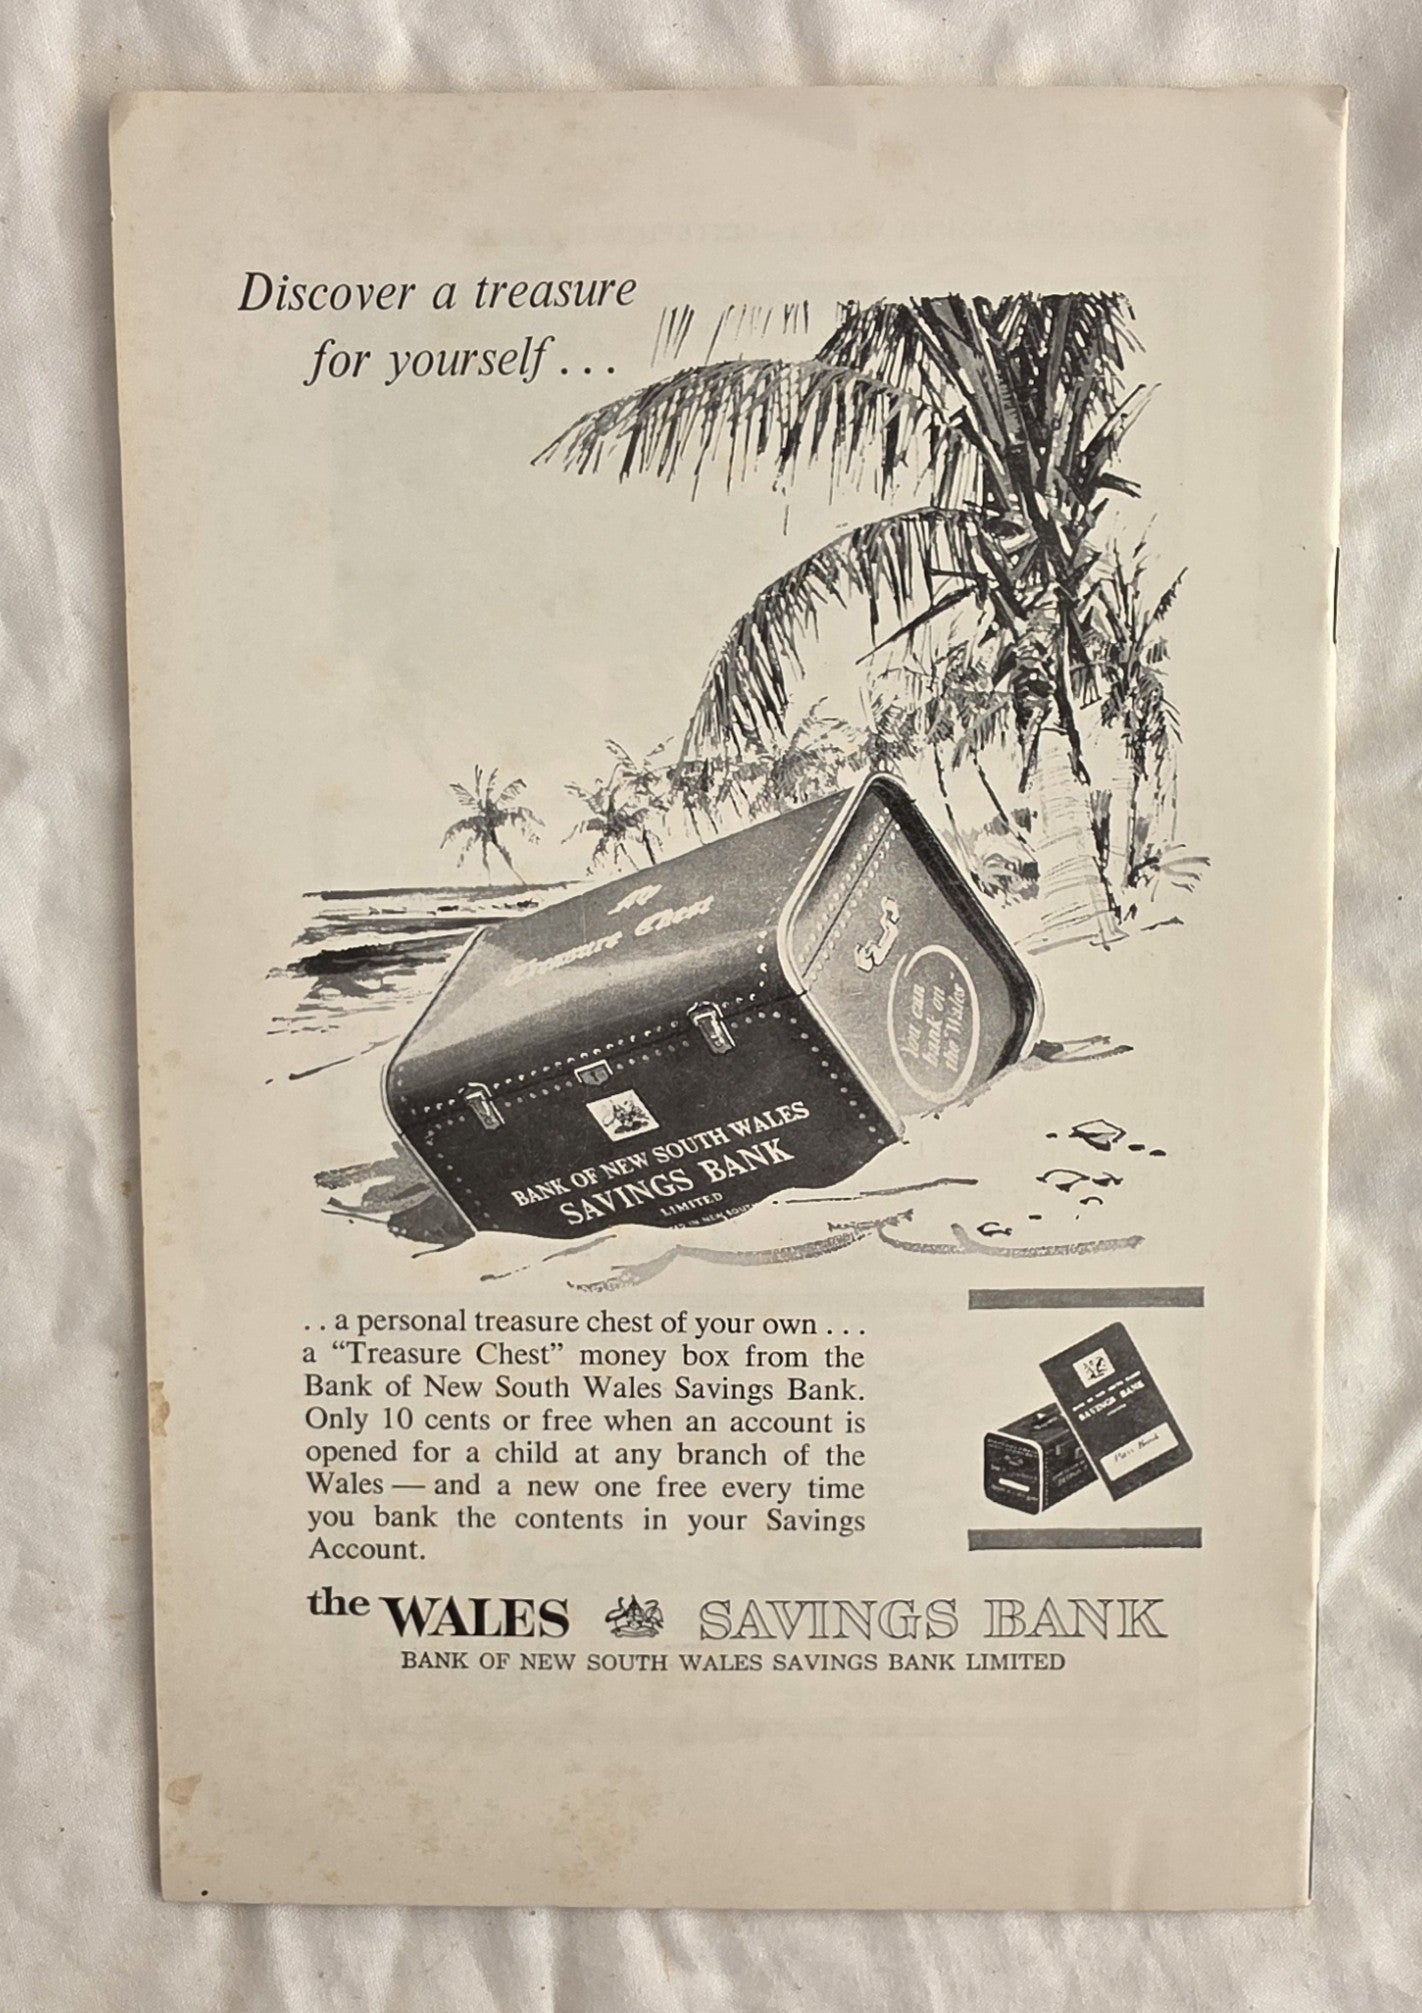 Discover a treasure
for yourself . . .
My
Treasure Chest
you can
bank on
the Wales
BANK OF NEW SOUTH WALES
SAVINGS BANK
LIMITED
IN NEW SOU
. . a personal treasure chest of your own . . .
a “Treasure Chest” money box from the
Bank of New South Wales Savings Bank.
Only 10 cents or free when an account is
opened for a child at any branch of the
Wales — and a new one free every time
you bank the contents in your Savings
Account.
SAVINGS BANK
Pass Book
the WALES SAVINGS BANK
BANK OF NEW SOUTH WALES SAVINGS BANK LIMITED